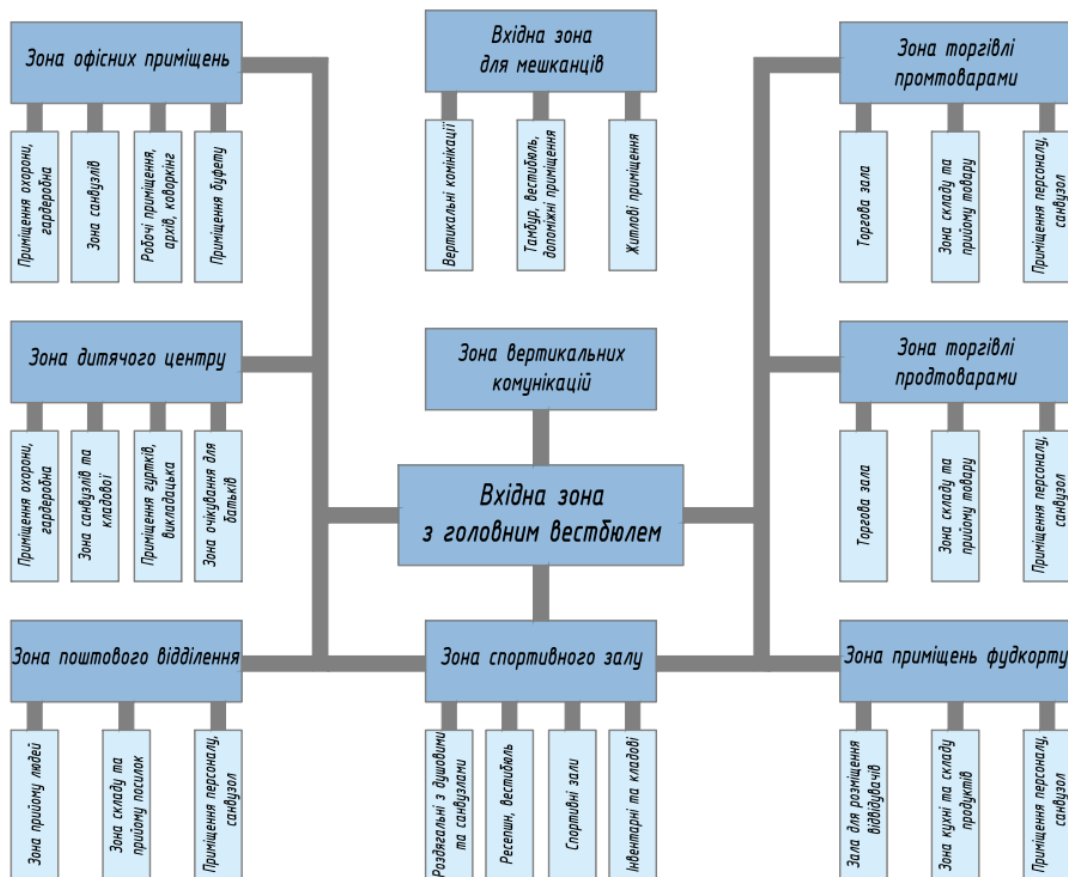 Зона офісних приміщень
Приміщення охорони,
гардеробна
Зона санвузлів
Робочі приміщення,
архів, коворкінг
Приміщення буфету
Вхідна зона
для мешканців
Вертикальні комінікації
Тамбур, вестибюль,
допоміжні приміщення
Житлові приміщення
Зона торгівлі
промтоварами
Торгова зала
Зона складу та
прийому товару
Приміщення персоналу,
санвузол
Зона дитячого центру
Приміщення охорони,
гардеробна
Зона санвузлів та
кладової
Приміщення гуртків,
викладацька
Зона очікування для
батьків
Зона вертикальних
комунікацій
Вхідна зона
з головним вестбюлем
Зона торгівлі
продтоварами
Торгова зала
Зона складу та
прийому товару
Приміщення персоналу,
санвузол
Зона поштового відділення
Зона прийому людей
Зона складу та
прийому посилок
Приміщення персоналу,
санвузол
Зона спортивного залу
Роздягальні з душовими
та санвузлами
Ресепшн, вестибюль
Спортивні зали
Інвентарні та кладові
Зона приміщень фудкорту
Зала для розміщення
відвідувачів
Зона кухні та складу
продуктів
Приміщення персоналу,
санвузол